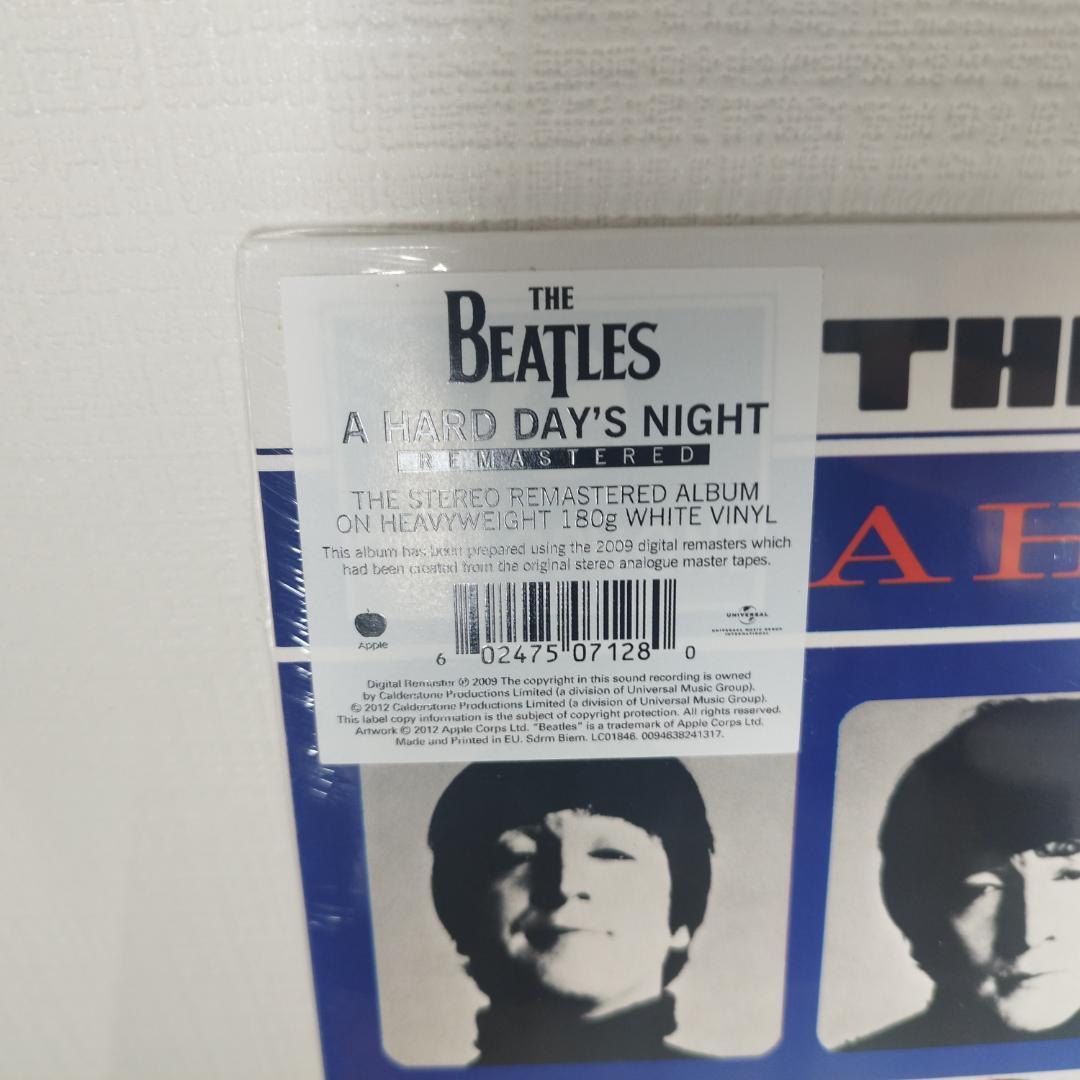 THE
BEATLES
A HARD DAY'S NIGHT
REMASTERED
THE STEREO REMASTERED ALBUM
ON HEAVYWEIGHT 180g WHITE VINYL
This album has been prepared using the 2009 digital remasters which
had been created from the original stereo analogue master tapes.
Apple
UNIVERSAL
UNIVERSAL MUSIC GROUP
INTERNATIONAL
6 02475 07128 0
Digital Remaster ℗ 2009 The copyright in this sound recording is owned
by Calderstone Productions Limited (a division of Universal Music Group).
© 2012 Calderstone Productions Limited (a division of Universal Music Group).
This label copy information is the subject of copyright protection. All rights reserved.
Artwork © 2012 Apple Corps Ltd. "Beatles" is a trademark of Apple Corps Ltd.
Made and Printed in EU. Sdrm Biem. LC01846. 0094638241317.
TH
A H